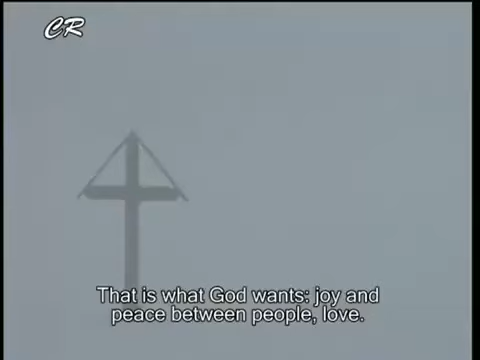 CR
That is what God wants: joy and
peace between people, love.